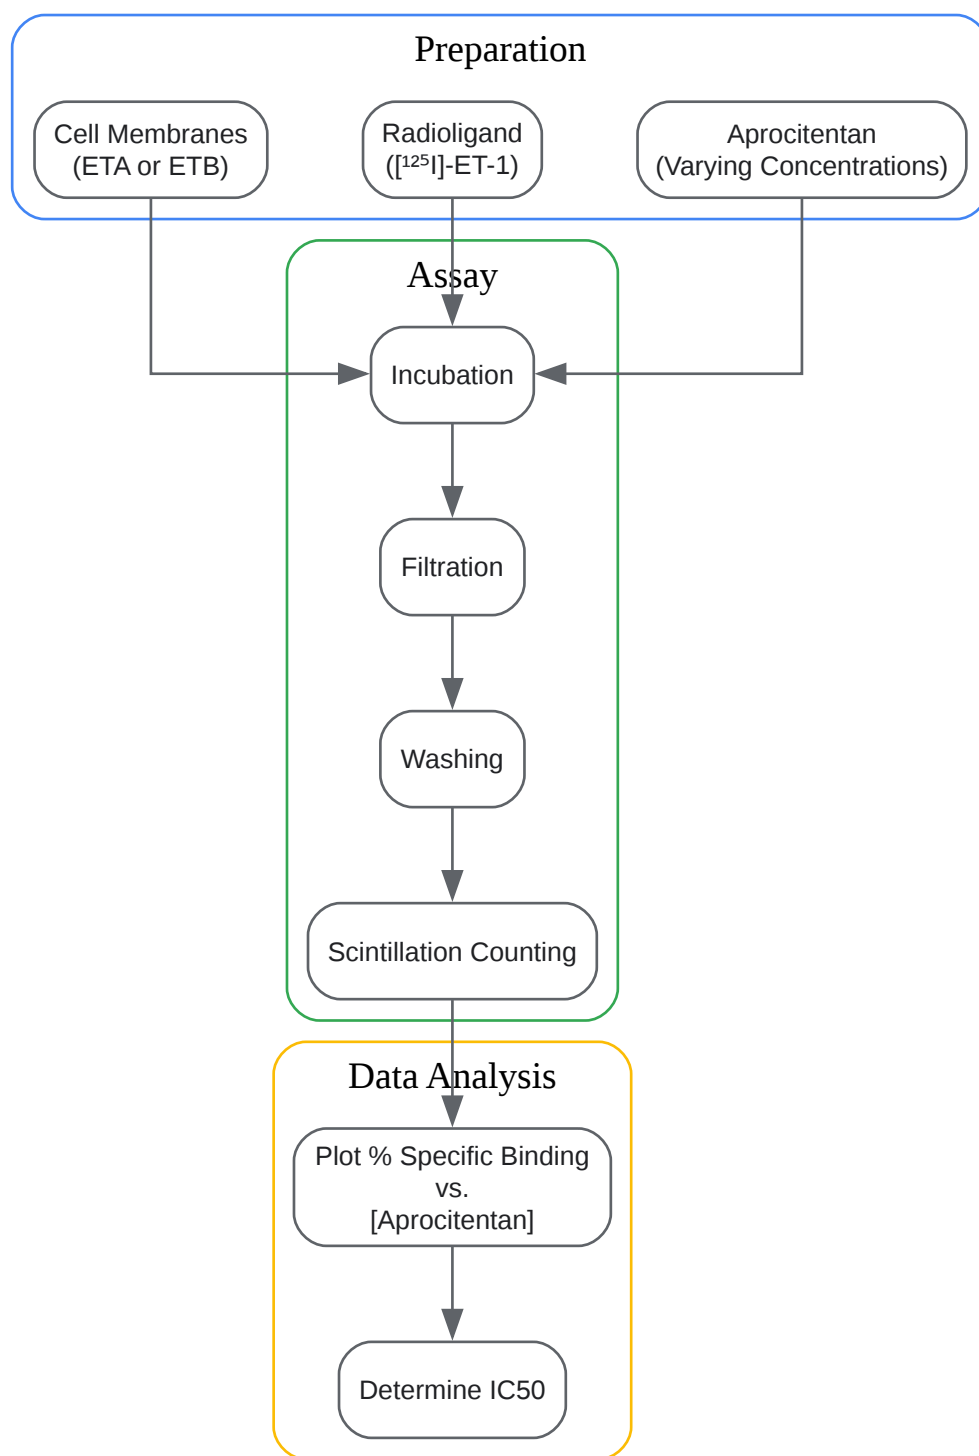 Preparation
Cell Membranes
(ETA or ETB)
Radioligand
([¹²⁵I]-ET-1)
Aprocitentan
(Varying Concentrations)
Assay
Incubation
Filtration
Washing
Scintillation Counting
Data Analysis
Plot % Specific Binding
vs.
[Aprocitentan]
Determine IC50